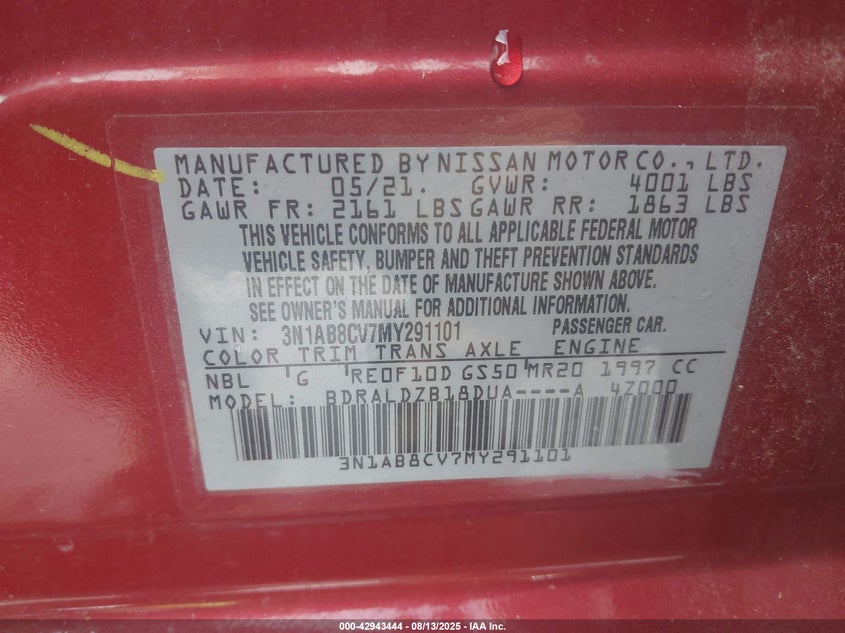 MANUFACTURED BY NISSAN MOTOR CO., LTD.
DATE: 05/21. GVWR: 4001 LBS
GAWR FR: 2161 LBS GAWR RR: 1863 LBS
THIS VEHICLE CONFORMS TO ALL APPLICABLE FEDERAL MOTOR
VEHICLE SAFETY, BUMPER AND THEFT PREVENTION STANDARDS
IN EFFECT ON THE DATE OF MANUFACTURE SHOWN ABOVE.
SEE OWNER'S MANUAL FOR ADDITIONAL INFORMATION.
VIN: 3N1AB8CV7MY291101 PASSENGER CAR.
COLOR TRIM TRANS AXLE ENGINE
NBL G RE0F10D GS50 MR20 1997 CC
MODEL: BDRALDZB18DUA----A 4Z000
3N1AB8CV7MY291101
000-42943444 - 08/13/2025 - IAA Inc.